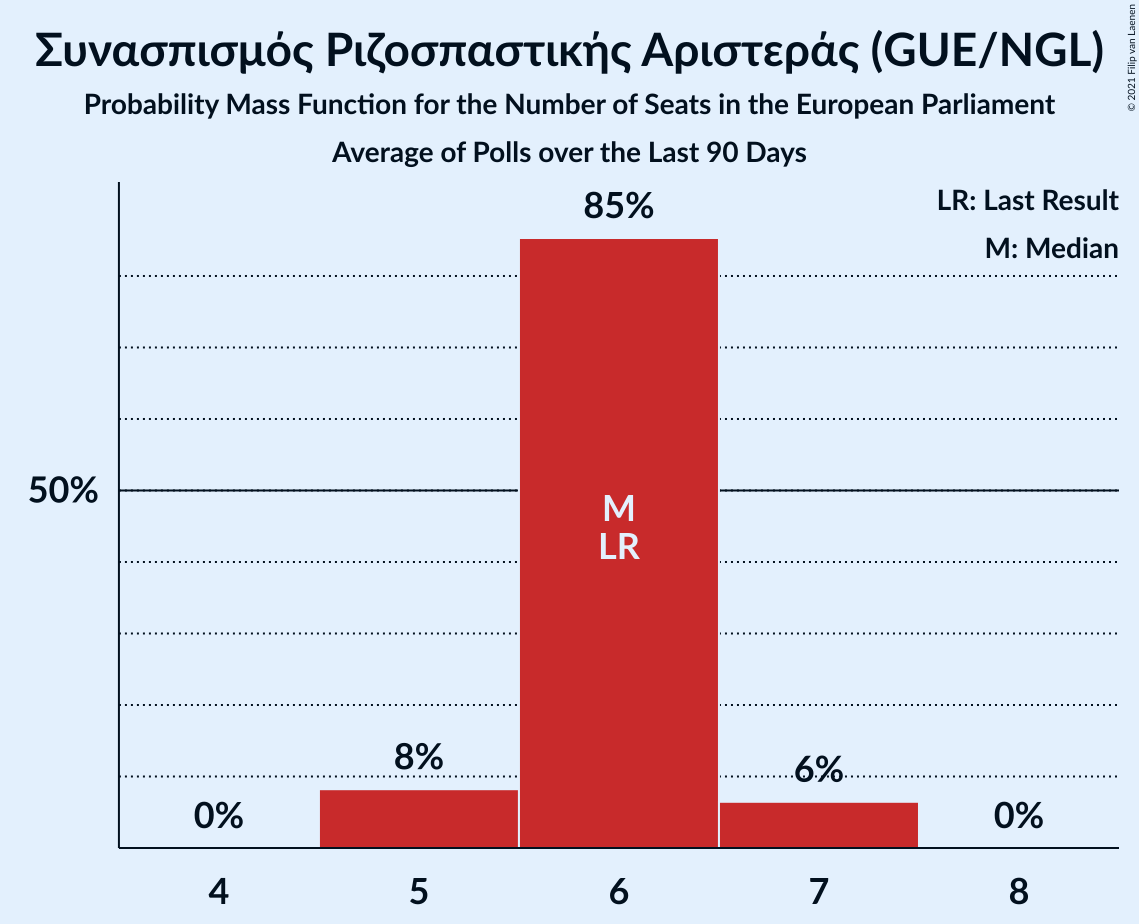 Συνασπισμός Ριζοσπαστικής Αριστεράς (GUE/NGL)
Probability Mass Function for the Number of Seats in the European Parliament
Average of Polls over the Last 90 Days
© 2021 Filip van Laenen
LR: Last Result
M: Median
85%
50%
M
LR
8%
6%
0%
0%
4
5
6
7
8